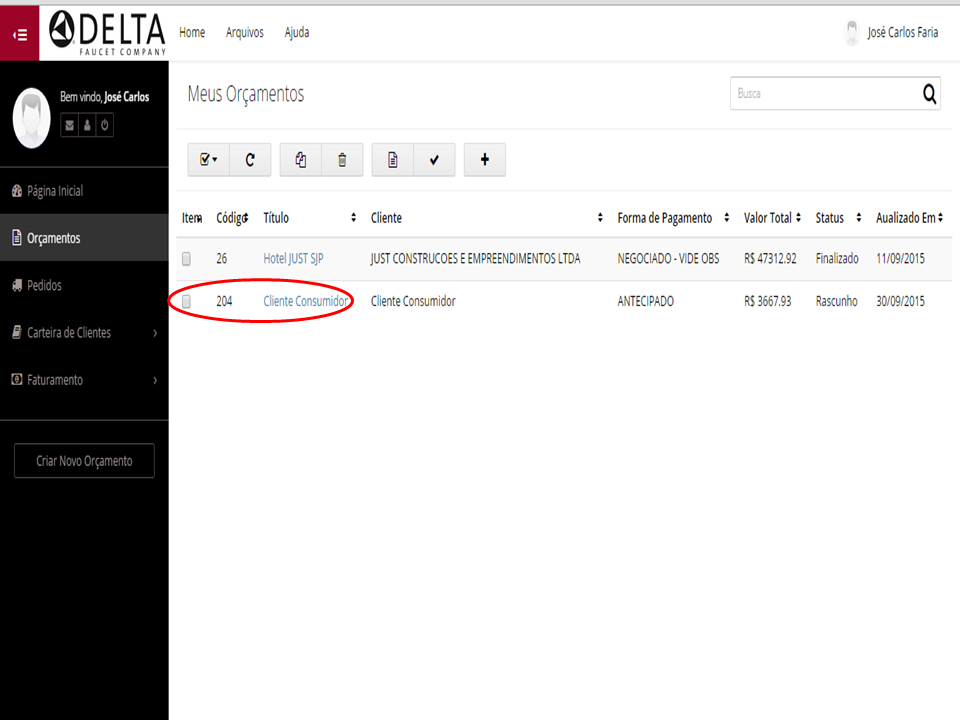 DELTA
FAUCET COMPANY
Home Arquivos Ajuda
José Carlos Faria
Bem vindo, José Carlos
Página Inicial
Orçamentos
Pedidos
Carteira de Clientes
Faturamento
Criar Novo Orçamento
Meus Orçamentos
Busca
Item Código Título Cliente Forma de Pagamento Valor Total Status Aualizado Em
26 Hotel JUST SJP JUST CONSTRUCOES E EMPREENDIMENTOS LTDA NEGOCIADO - VIDE OBS R$ 47312.92 Finalizado 11/09/2015
204 Cliente Consumidor Cliente Consumidor ANTECIPADO R$ 3667.93 Rascunho 30/09/2015